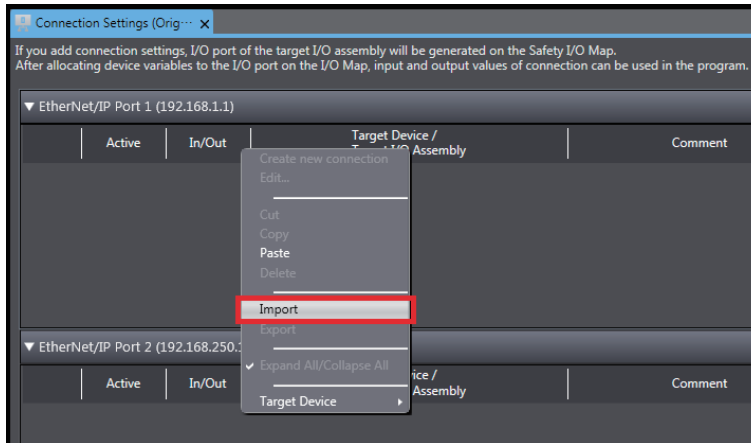 Connection Settings (Orig··· x
If you add connection settings, I/O port of the target I/O assembly will be generated on the Safety I/O Map.
After allocating device variables to the I/O port on the I/O Map, input and output values of connection can be used in the program.
▼ EtherNet/IP Port 1 (192.168.1.1)
Active In/Out Target Device / Comment
Assembly
Create new connection
Edit...
Cut
Copy
Paste
Delete
Import
Export
✓ Expand All/Collapse All
Target Device
▼ EtherNet/IP Port 2 (192.168.250.
Active In/Out Comment
Assembly